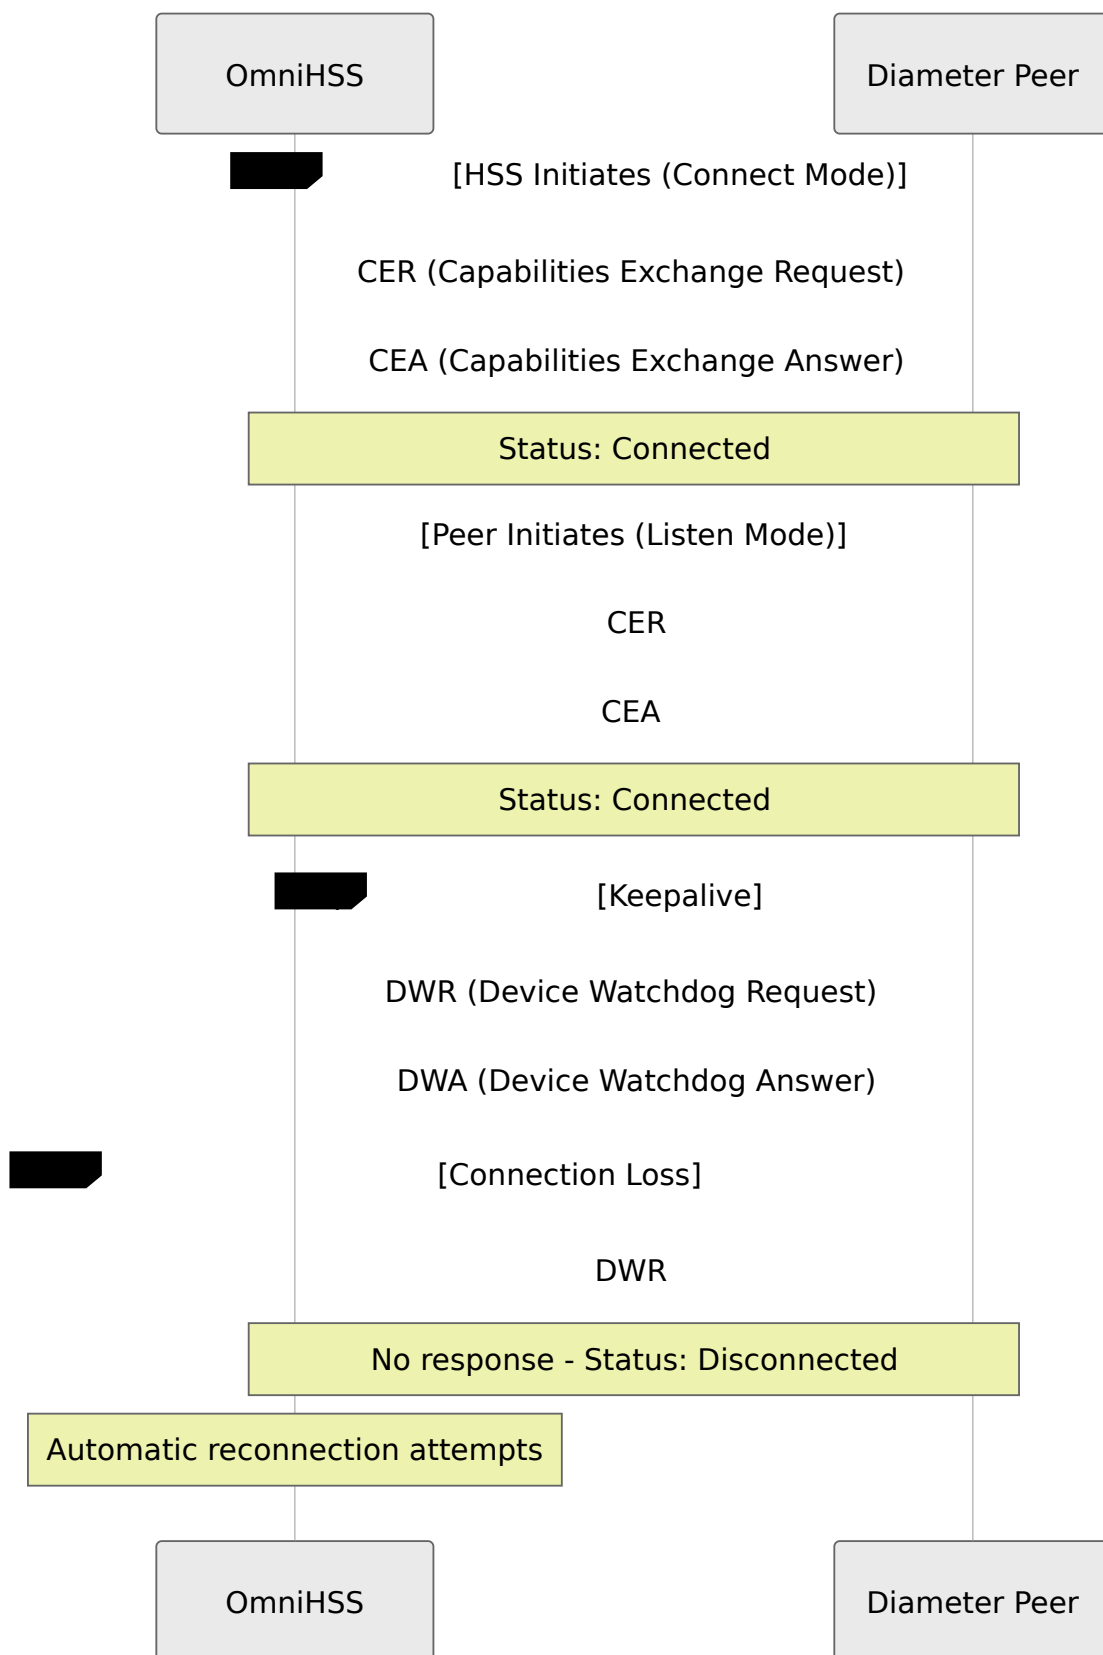 OmniHSS
Diameter Peer
[HSS Initiates (Connect Mode)]
CER (Capabilities Exchange Request)
CEA (Capabilities Exchange Answer)
Status: Connected
[Peer Initiates (Listen Mode)]
CER
CEA
Status: Connected
[Keepalive]
DWR (Device Watchdog Request)
DWA (Device Watchdog Answer)
[Connection Loss]
DWR
No response - Status: Disconnected
Automatic reconnection attempts
OmniHSS
Diameter Peer